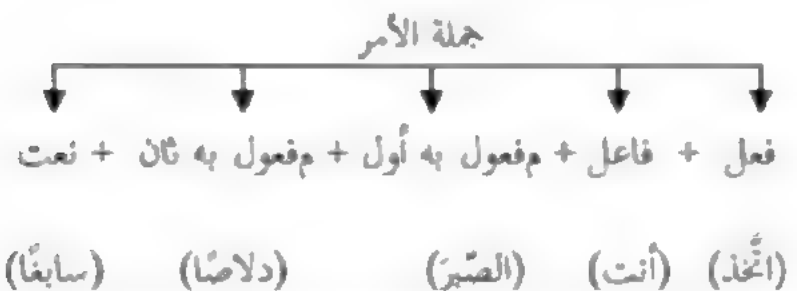 جملة الأمر
فعل + فاعل + مفعول به أول + مفعول به ثان + نعت
(اتَّخذ) (أنت) (الصّبرَ) (دلاصًا) (سابغًا)